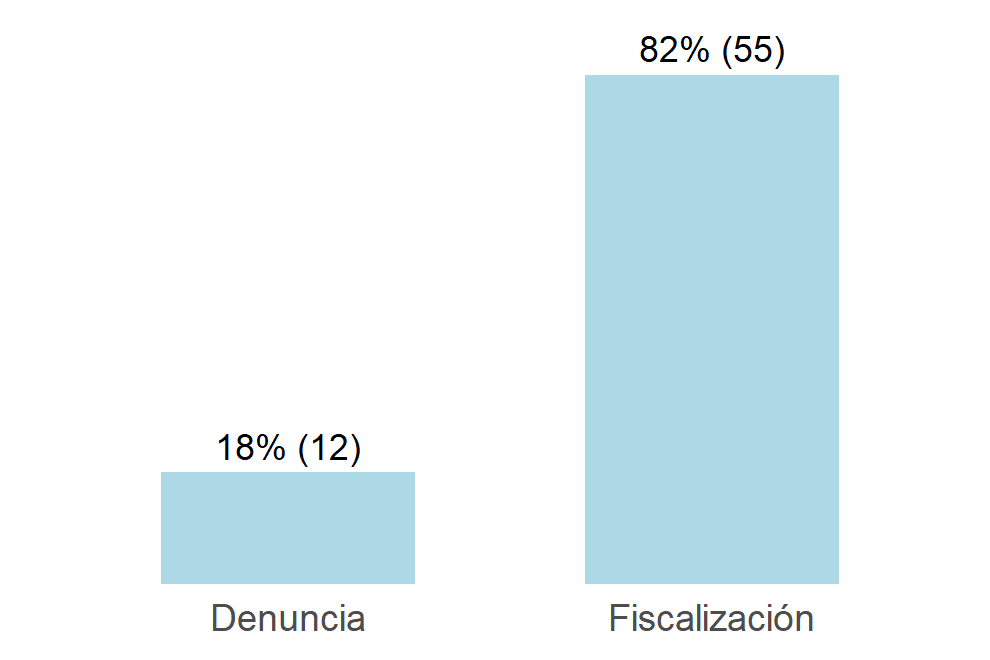 82% (55)
18% (12)
Denuncia
Fiscalización